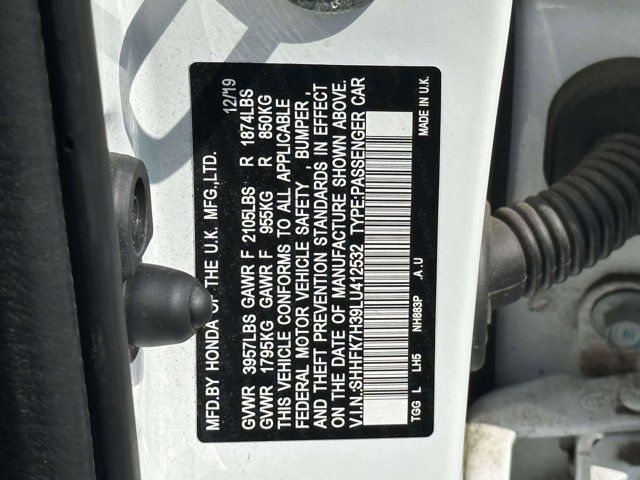 MFD.BY HONDA OF THE U.K. MFG.,LTD. 12/19
GVWR 3957LBS GAWR F 2105LBS R 1874LBS
GVWR 1795KG GAWR F 955KG R 850KG
THIS VEHICLE CONFORMS TO ALL APPLICABLE
FEDERAL MOTOR VEHICLE SAFETY , BUMPER ,
AND THEFT PREVENTION STANDARDS IN EFFECT
ON THE DATE OF MANUFACTURE SHOWN ABOVE.
V.I.N.:SHHFK7H39LU412532 TYPE:PASSENGER CAR
TGG L LH5 NH883P .A.U MADE IN U.K.